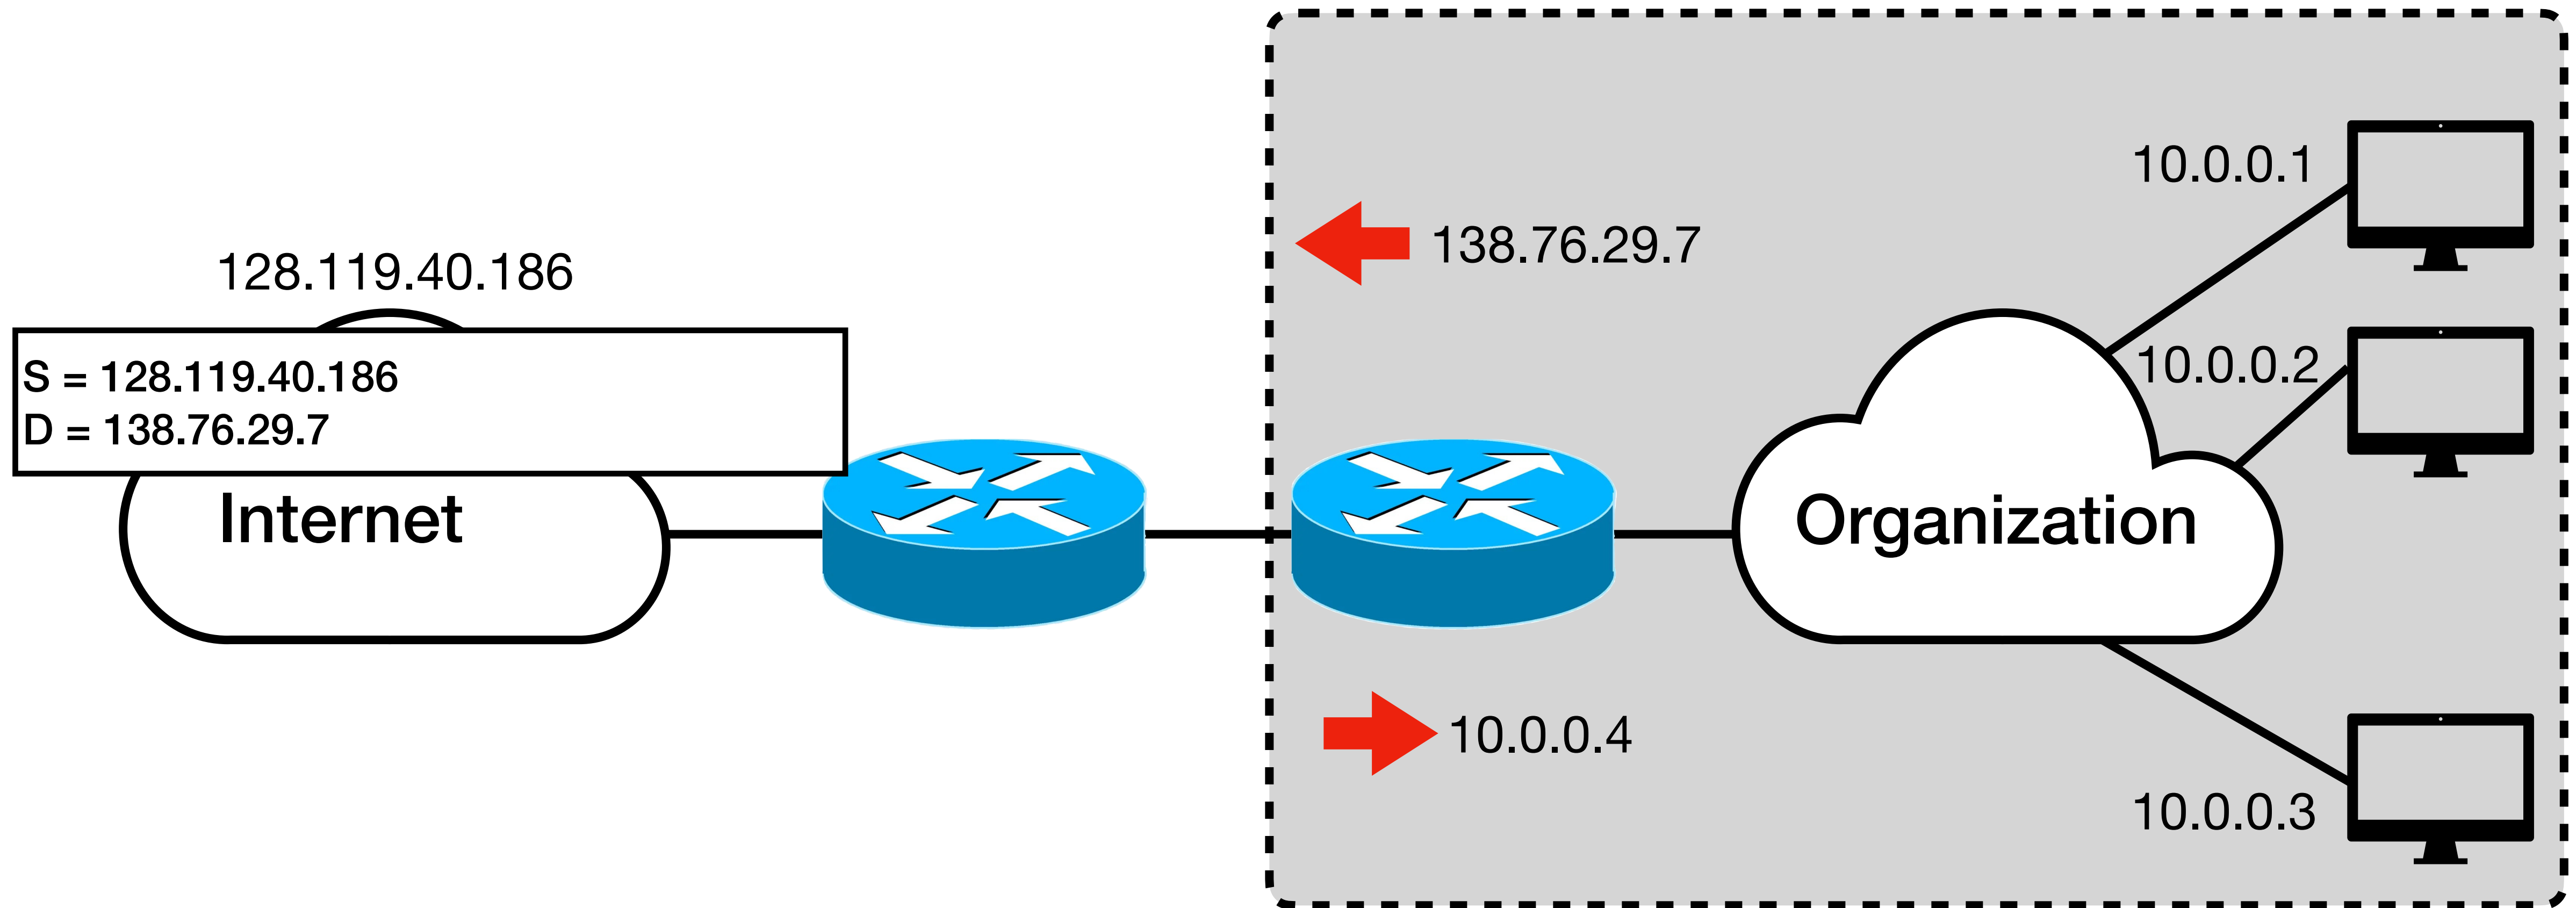 128.119.40.186
S = 128.119.40.186
D = 138.76.29.7
Internet
138.76.29.7
10.0.0.4
Organization
10.0.0.1
10.0.0.2
10.0.0.3